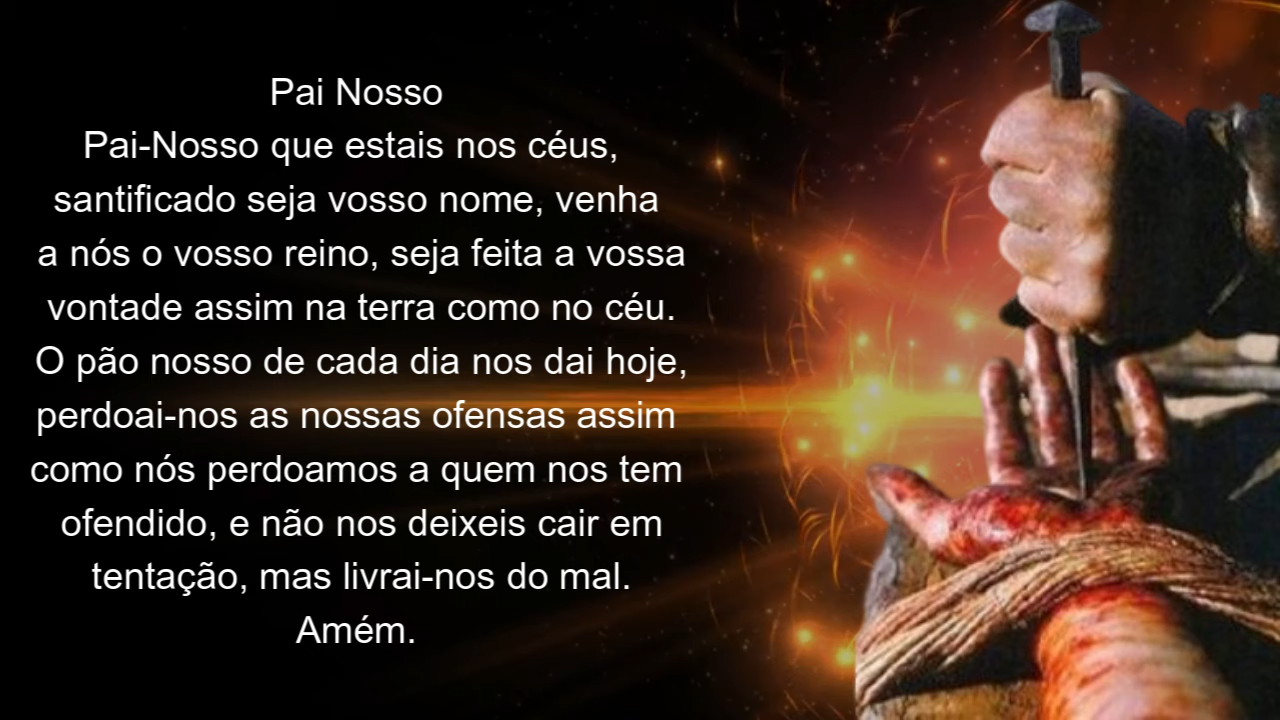 Pai Nosso
Pai-Nosso que estais nos céus,
santificado seja vosso nome, venha
a nós o vosso reino, seja feita a vossa
vontade assim na terra como no céu.
O pão nosso de cada dia nos dai hoje,
perdoai-nos as nossas ofensas assim
como nós perdoamos a quem nos tem
ofendido, e não nos deixeis cair em
tentação, mas livrai-nos do mal.
Amém.